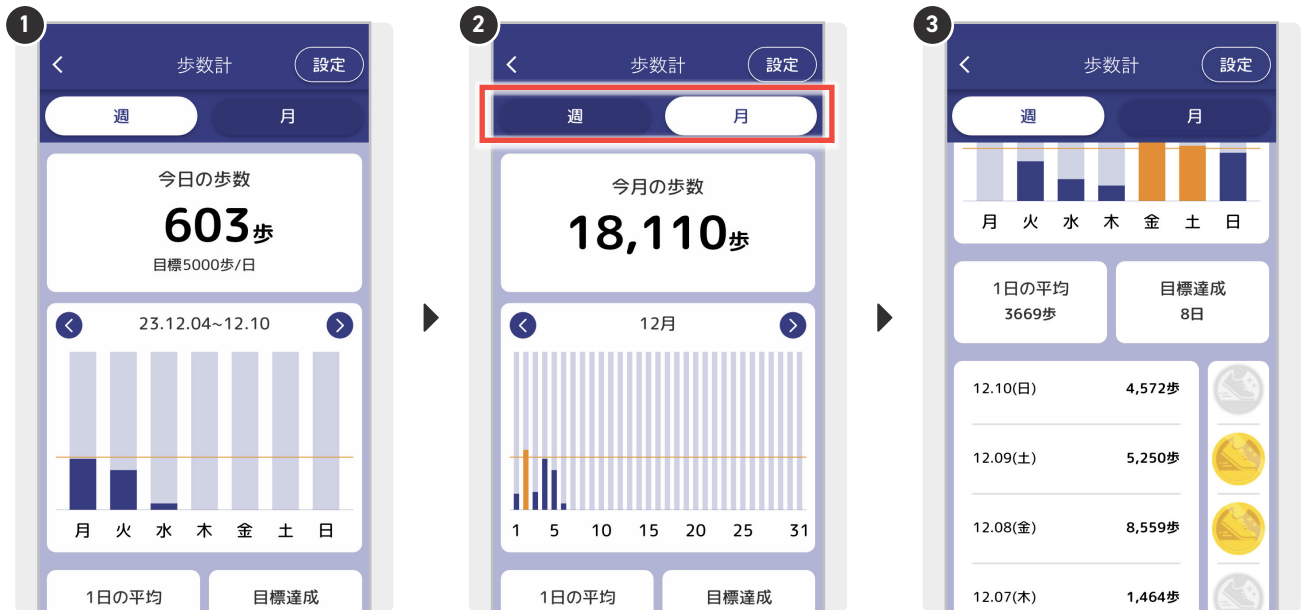 1
歩数計
設定
週
月
今日の歩数
603歩
目標5000歩/日
23.12.04~12.10
月 火 水 木 金 土 日
1日の平均
目標達成
2
歩数計
設定
週
月
今月の歩数
18,110歩
12月
1 5 10 15 20 25 31
1日の平均
目標達成
3
歩数計
設定
週
月
月 火 水 木 金 土 日
1日の平均
3669歩
目標達成
8日
12.10(日) 4,572歩
12.09(土) 5,250歩
12.08(金) 8,559歩
12.07(木) 1,464歩